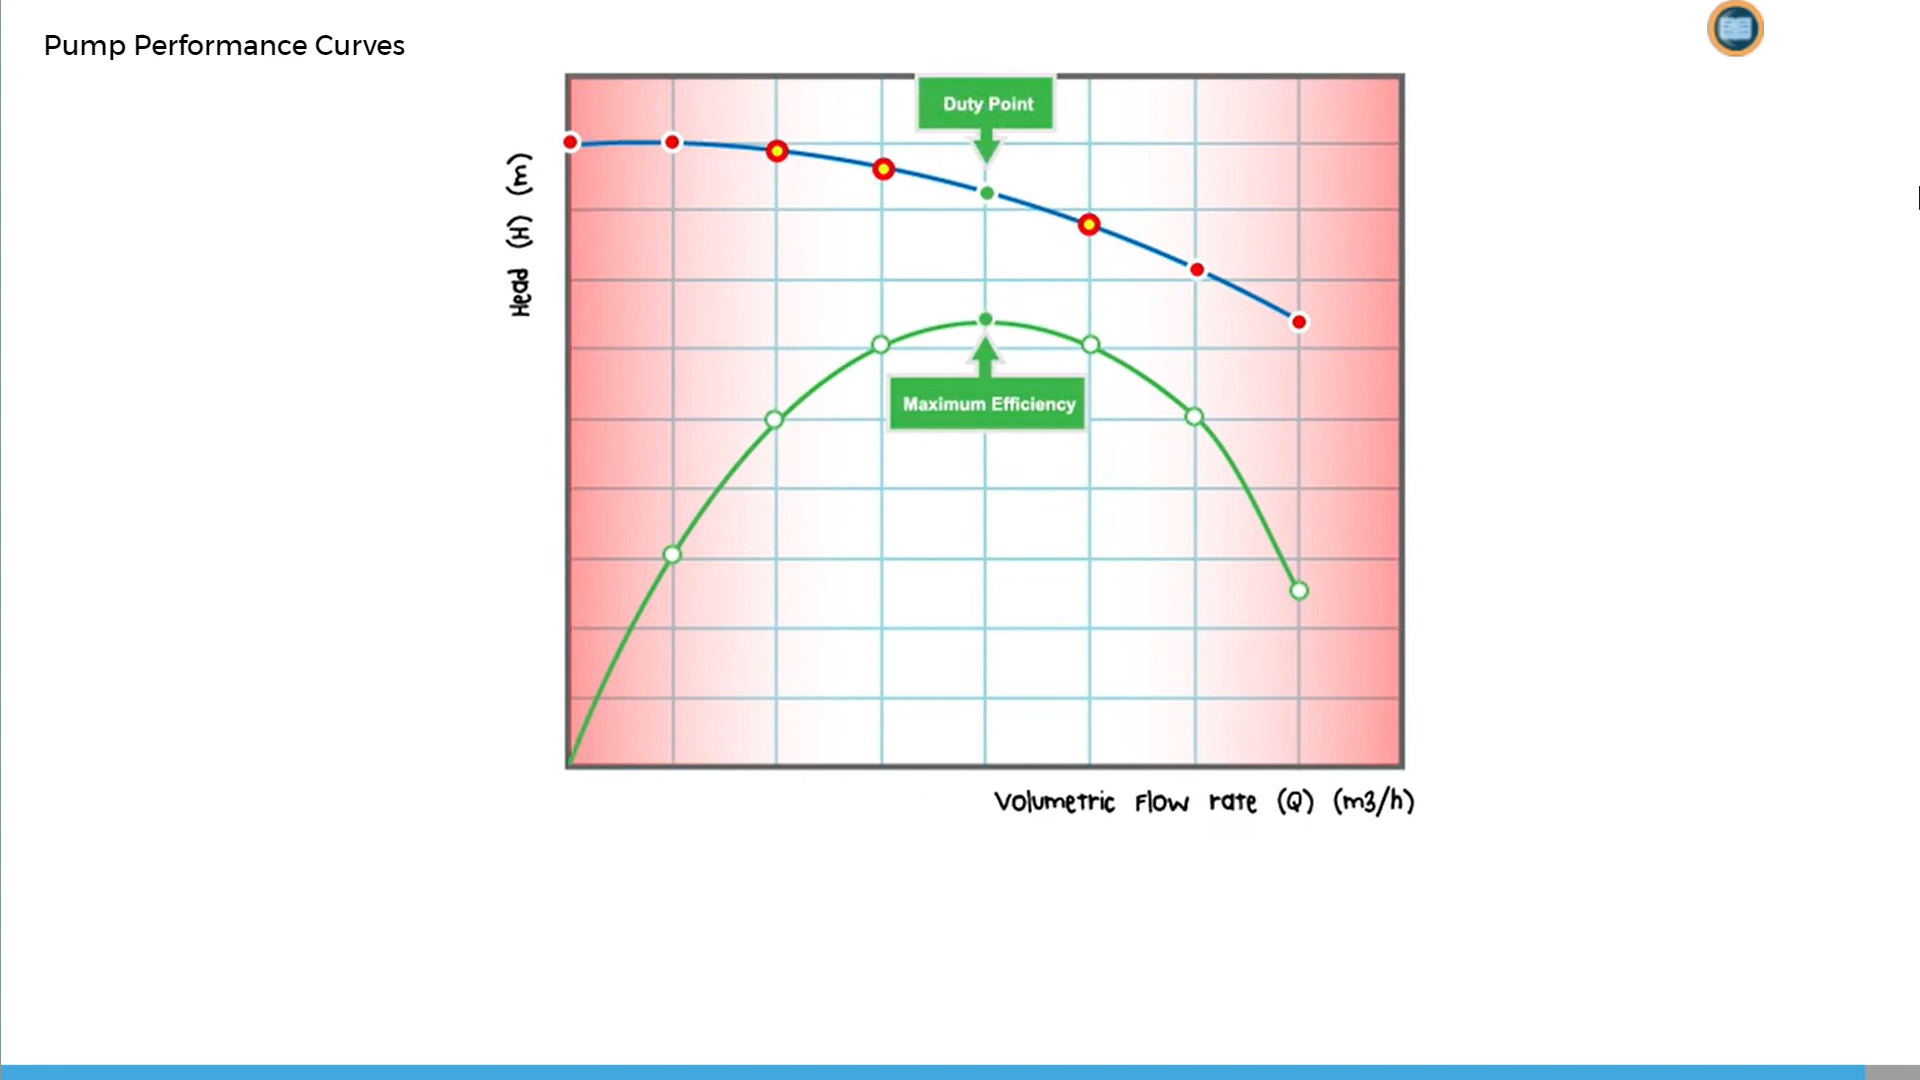 Pump Performance Curves
Duty Point
Head (H) (m)
Maximum Efficiency
Volumetric Flow rate (Q) (m3/h)